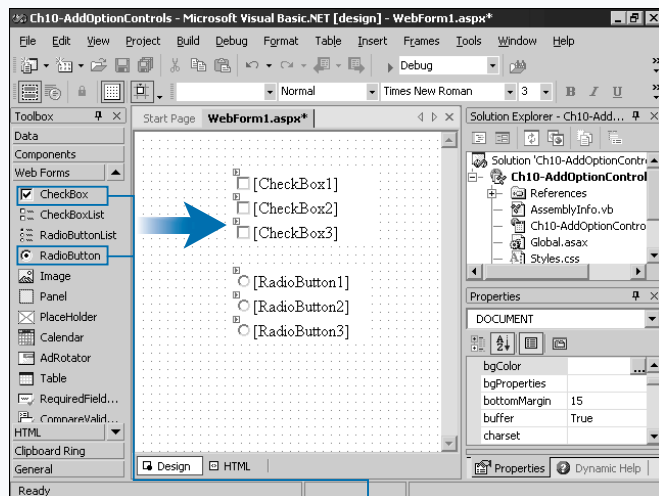 Ch10-AddOptionControls - Microsoft Visual Basic.NET [design] - WebForm1.aspx*
File Edit View Project Build Debug Format Table Insert Frames Tools Window Help
Debug
Normal Times New Roman 3 B I U
Toolbox
Data
Components
Web Forms
CheckBox
CheckBoxList
RadioButtonList
RadioButton
Image
Panel
PlaceHolder
Calendar
AdRotator
Table
RequiredField...
CompareValid...
HTML
Clipboard Ring
General
Start Page WebForm1.aspx*
[CheckBox1]
[CheckBox2]
[CheckBox3]
[RadioButton1]
[RadioButton2]
[RadioButton3]
Design HTML
Solution Explorer - Ch10-Add...
Solution 'Ch10-AddOptionContr
Ch10-AddOptionControl
References
AssemblyInfo.vb
Ch10-AddOptionContro
Global.asax
Styles.css
Properties
DOCUMENT
bgColor ...
bgProperties
bottomMargin 15
buffer True
charset
Properties Dynamic Help
Ready